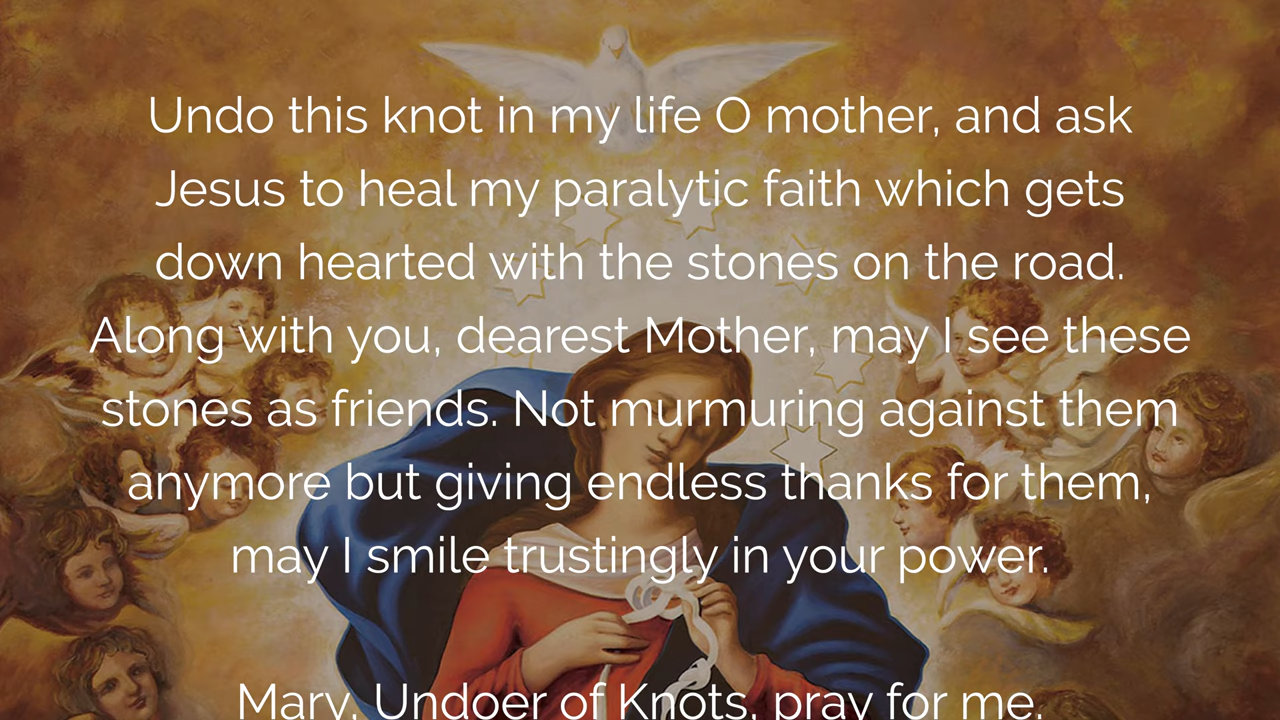 Undo this knot in my life O mother, and ask
Jesus to heal my paralytic faith which gets
down hearted with the stones on the road.
Along with you, dearest Mother, may I see these
stones as friends. Not murmuring against them
anymore but giving endless thanks for them,
may I smile trustingly in your power.
Mary, Undoer of Knots, pray for me.